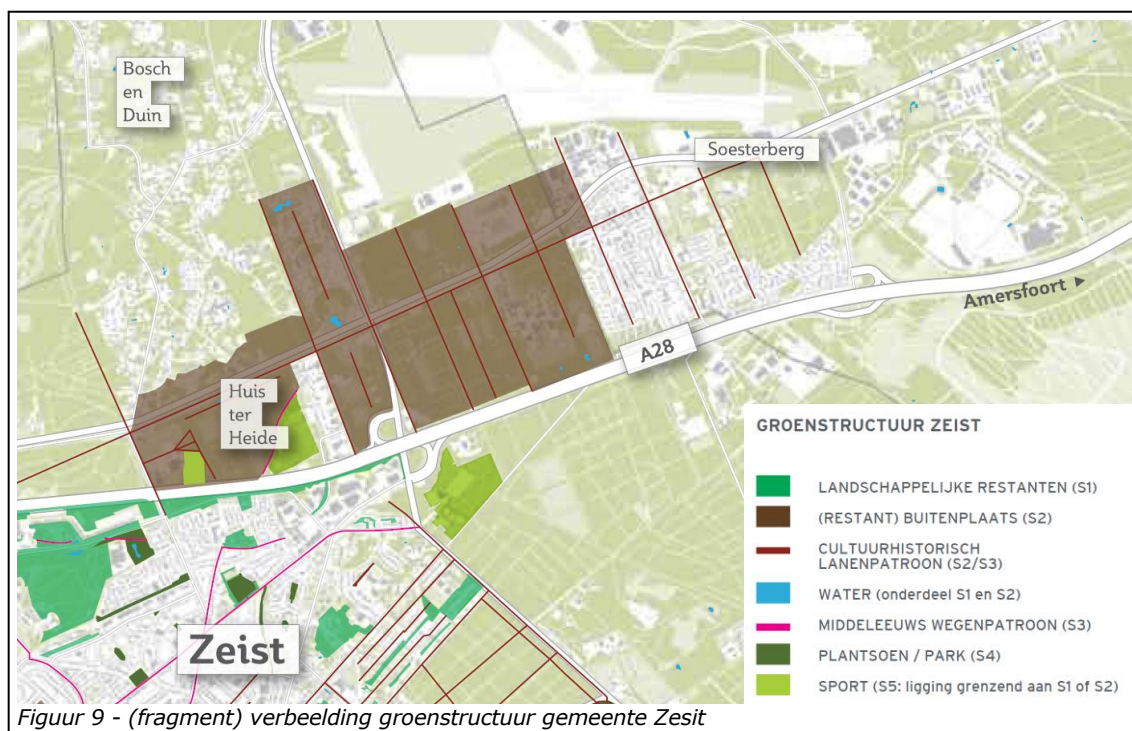 Bosch
en
Duin
Soesterberg
Amersfoort ►
A28
Huis
ter
Heide
Zeist
GROENSTRUCTUUR ZEIST
LANDSCHAPPELIJKE RESTANTEN (S1)
(RESTANT) BUITENPLAATS (S2)
CULTUURHISTORISCH
LANENPATROON (S2/S3)
WATER (onderdeel S1 en S2)
MIDDELEEUWS WEGENPATROON (S3)
PLANTSOEN / PARK (S4)
SPORT (S5: ligging grenzend aan S1 of S2)
Figuur 9 - (fragment) verbeelding groenstructuur gemeente Zesit